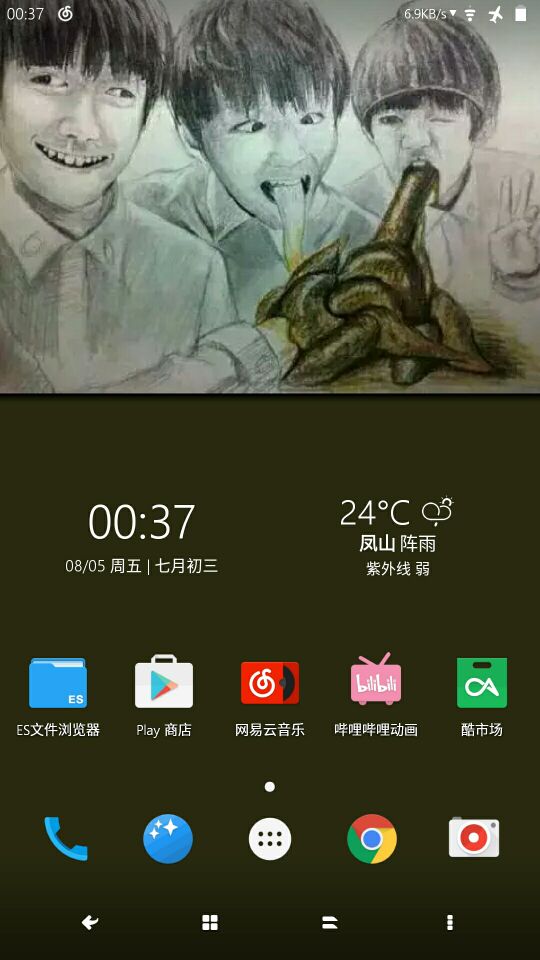 00:37
6.9KB/s
00:37
08/05 周五 | 七月初三
24°C
凤山 阵雨
紫外线 弱
ES
bilibili
ES文件浏览器
Play 商店
网易云音乐
哔哩哔哩动画
酷市场